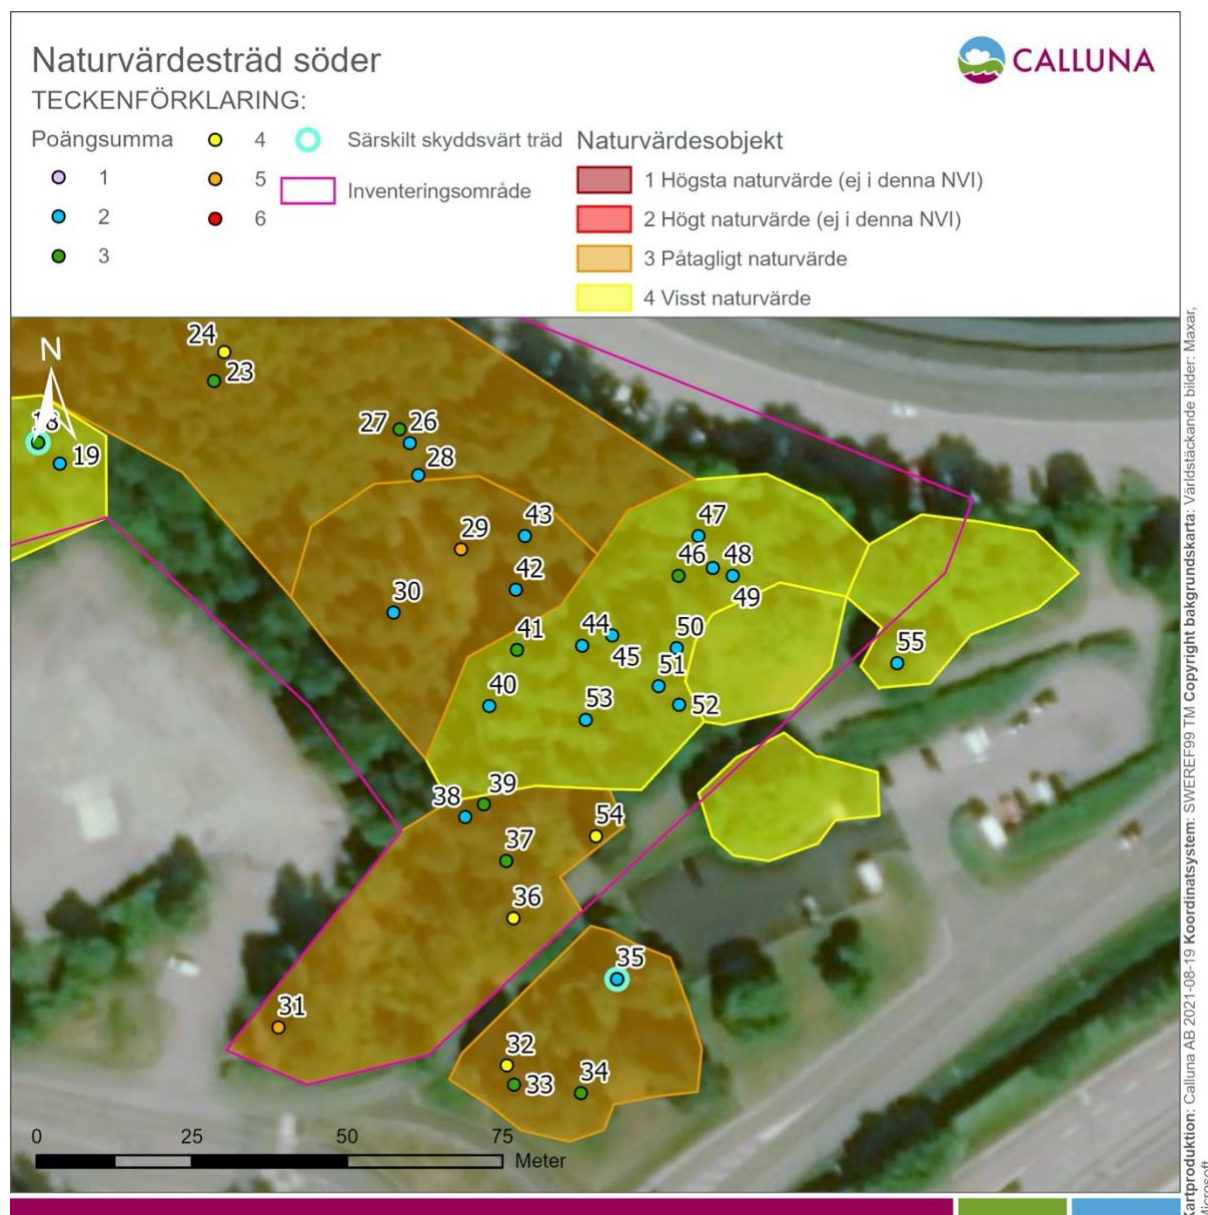 Naturvärdesträd söder
CALLUNA
TECKENFÖRKLARING:
Poängsumma
1
2
3
4
5
6
Särskilt skyddsvärt träd
Inventeringsområde
Naturvärdesobjekt
1 Högsta naturvärde (ej i denna NVI)
2 Högt naturvärde (ej i denna NVI)
3 Påtagligt naturvärde
4 Visst naturvärde
N
24
23
27 26
28
18
19
29
43
42
30
47
46 48
49
41
44
45
50
51
52
55
40
53
38
39
54
37
36
35
31
32
33
34
0 25 50 75
Meter
Kartproduktion: Calluna AB 2021-08-19 Koordinatsystem: SWEREF99 TM Copyright bakgrundskarta: Världstäckande bilder: Maxar,
Microsoft